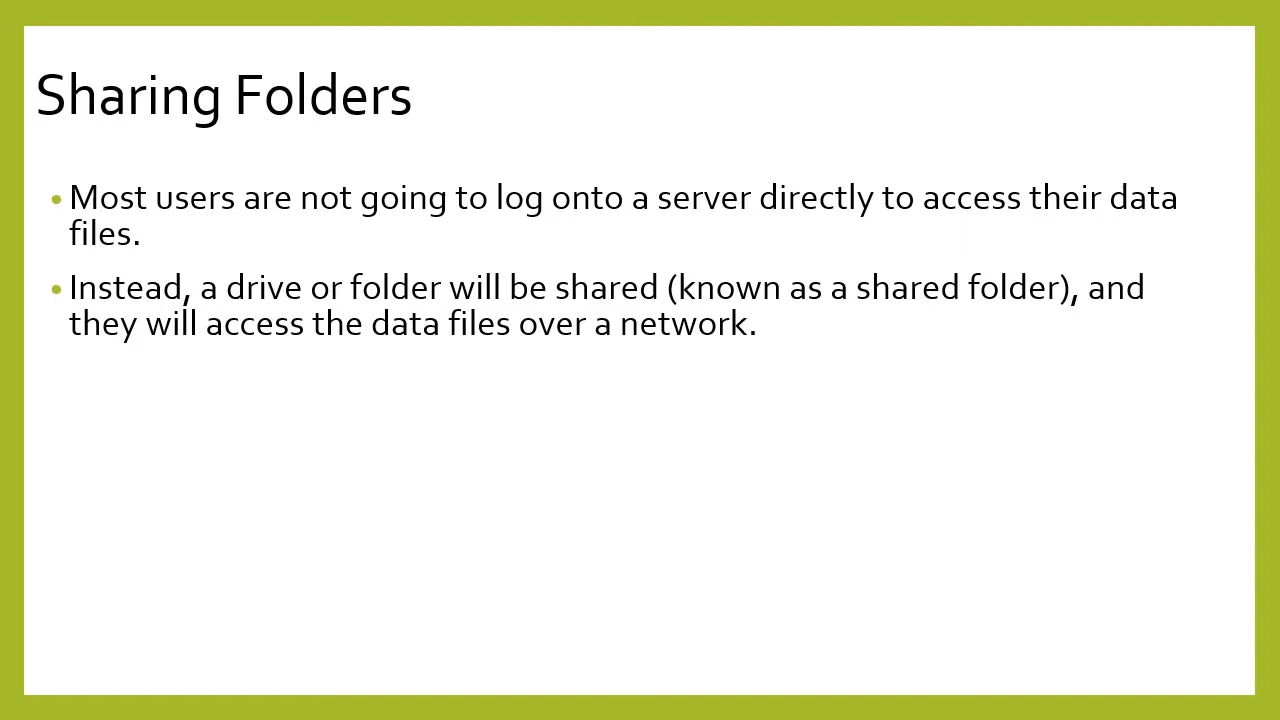 Sharing Folders
• Most users are not going to log onto a server directly to access their data
files.
• Instead, a drive or folder will be shared (known as a shared folder), and
they will access the data files over a network.